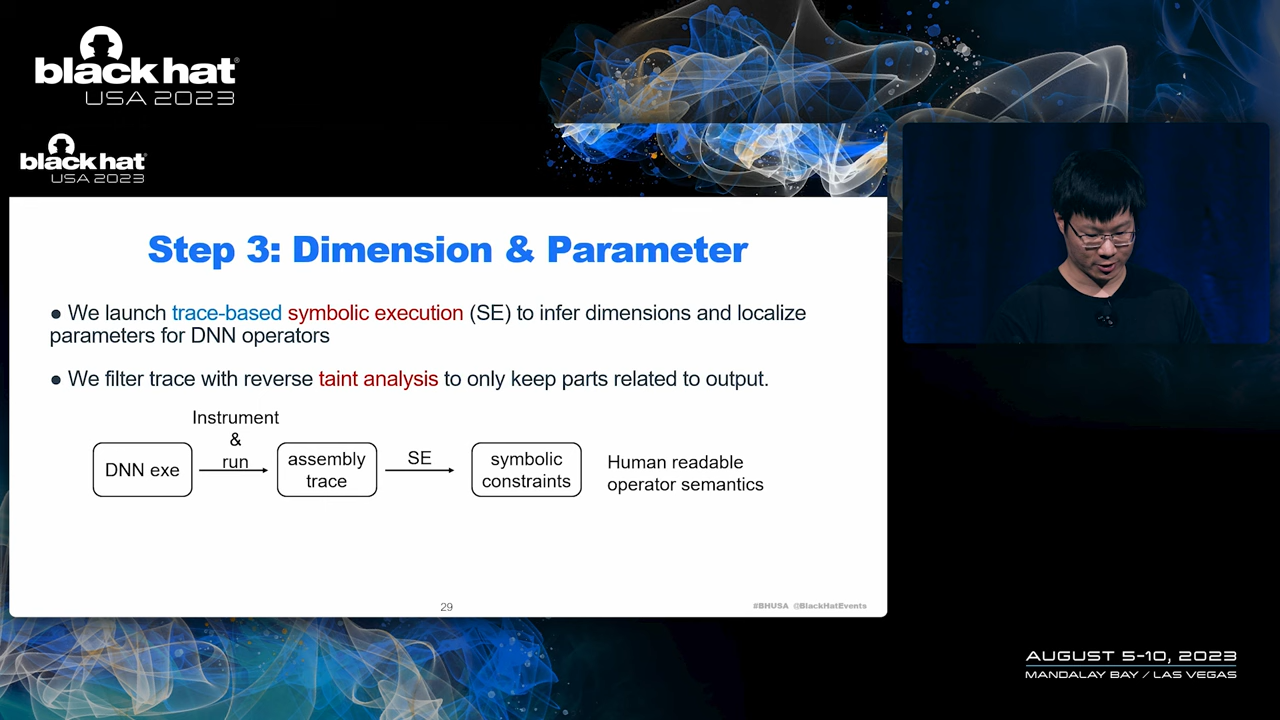 black hat®
USA 2023
black hat®
USA 2023
Step 3: Dimension & Parameter
● We launch trace-based symbolic execution (SE) to infer dimensions and localize
parameters for DNN operators
● We filter trace with reverse taint analysis to only keep parts related to output.
Instrument
&
run
DNN exe
assembly
trace
SE
symbolic
constraints
Human readable
operator semantics
29
#BHUSA @BlackHatEvents
AUGUST 5-10, 2023
MANDALAY BAY / LAS VEGAS